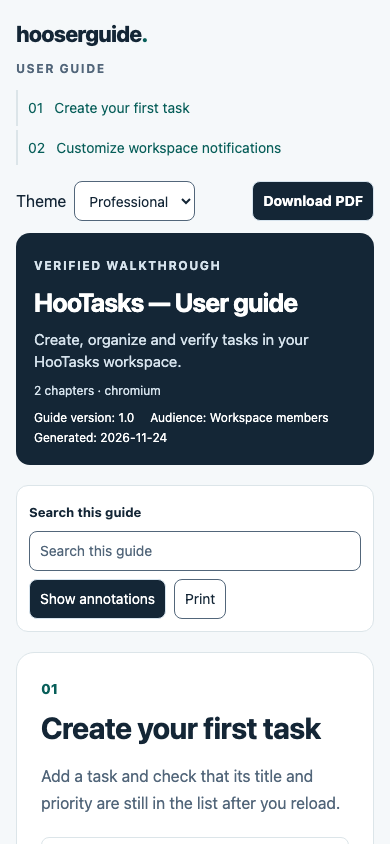 hooserguide.
USER GUIDE
01 Create your first task
02 Customize workspace notifications
Theme Professional Download PDF
VERIFIED WALKTHROUGH
HooTasks — User guide
Create, organize and verify tasks in your
HooTasks workspace.
2 chapters · chromium
Guide version: 1.0 Audience: Workspace members
Generated: 2026-11-24
Search this guide
Search this guide
Show annotations Print
01
Create your first task
Add a task and check that its title and
priority are still in the list after you reload.